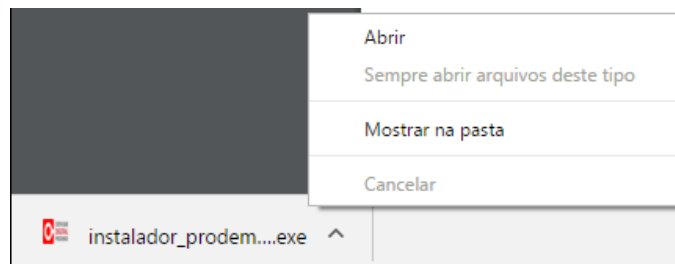 Abrir
Sempre abrir arquivos deste tipo
Mostrar na pasta
Cancelar
instalador_prodem....exe